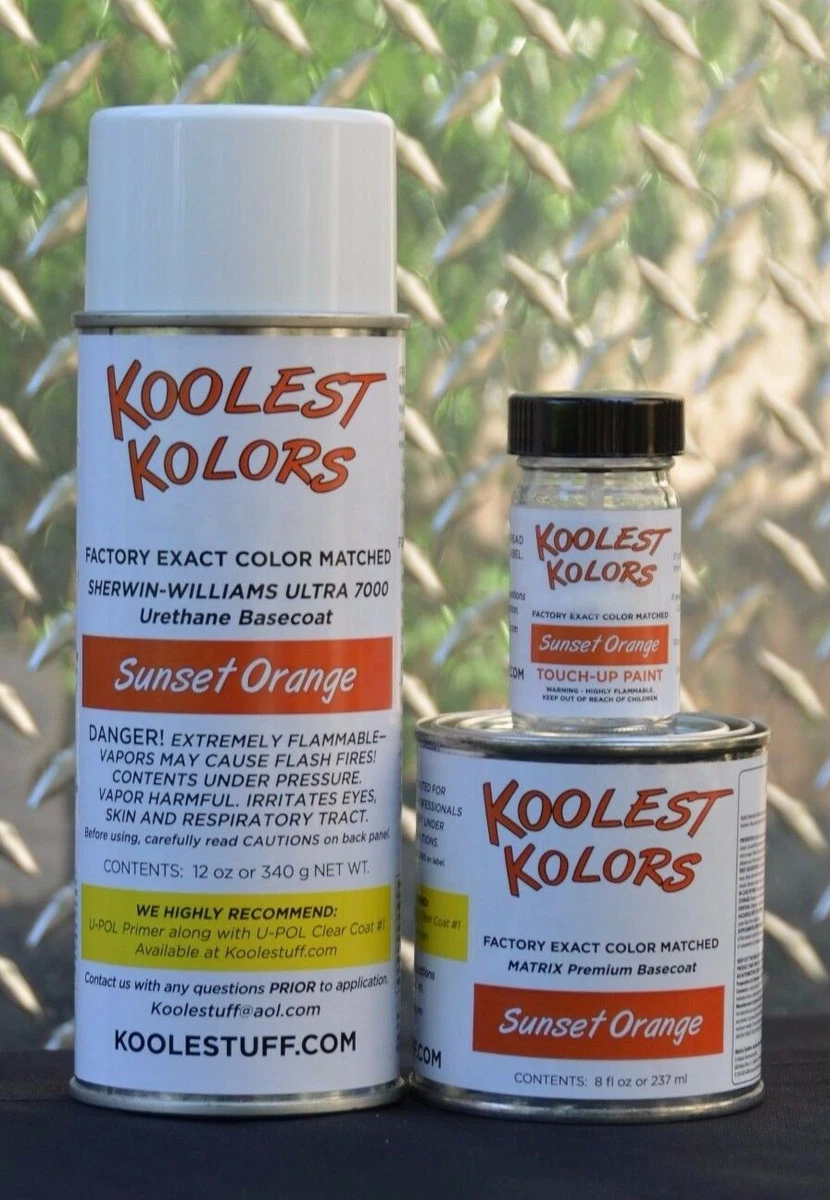 KOOLEST
KOLORS
FACTORY EXACT COLOR MATCHED
SHERWIN-WILLIAMS ULTRA 7000
Urethane Basecoat
Sunset Orange
DANGER! EXTREMELY FLAMMABLE–
VAPORS MAY CAUSE FLASH FIRES!
CONTENTS UNDER PRESSURE.
VAPOR HARMFUL. IRRITATES EYES,
SKIN AND RESPIRATORY TRACT.
Before using, carefully read CAUTIONS on back panel.
CONTENTS: 12 oz or 340 g NET WT.
WE HIGHLY RECOMMEND:
U-POL Primer along with U-POL Clear Coat #1
Available at Koolestuff.com
Contact us with any questions PRIOR to application.
Koolestuff@aol.com
KOOLESTUFF.COM
KOOLEST
KOLORS
FACTORY EXACT COLOR MATCHED
Sunset Orange
TOUCH-UP PAINT
WARNING - HIGHLY FLAMMABLE.
KEEP OUT OF REACH OF CHILDREN
FOR
UNDER
Clear Coat #1
KOOLEST
KOLORS
FACTORY EXACT COLOR MATCHED
MATRIX Premium Basecoat
Sunset Orange
CONTENTS: 8 fl oz or 237 ml